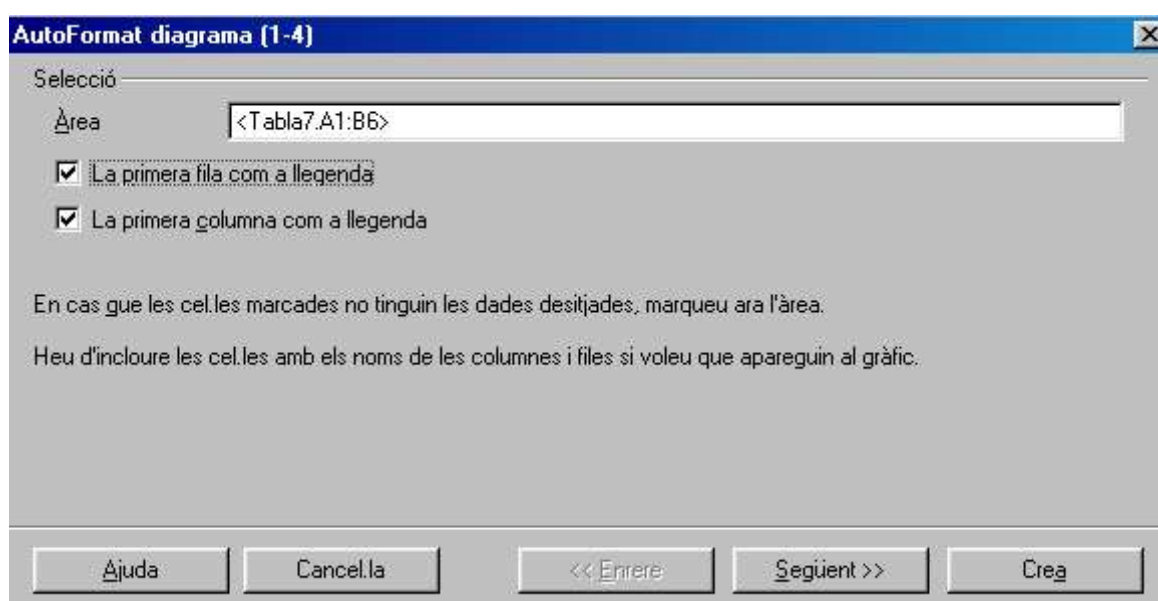 AutoFormat diagrama (1-4)
Selecció
Àrea <Tabla7.A1:B6>
La primera fila com a llegenda
La primera columna com a llegenda
En cas que les cel.les marcades no tinguin les dades desitjades, marqueu ara l'àrea.
Heu d'incloure les cel.les amb els noms de les columnes i files si voleu que apareguin al gràfic.
Ajuda Cancel.la << Enrere Següent >> Crea